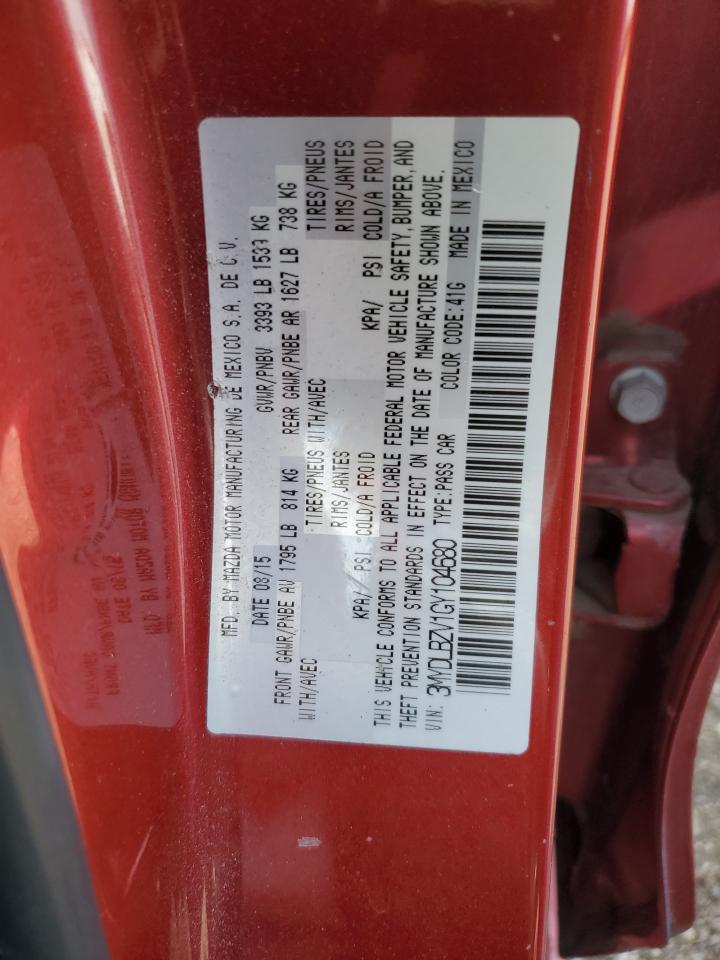 MFD. BY MAZDA MOTOR MANUFACTURING DE MEXICO S.A. DE C.V.
DATE 08/15 GVWR/PNBV 3393 LB 1539 KG
FRONT GAWR/PNBE AV 1795 LB 814 KG REAR GAWR/PNBE AR 1627 LB 738 KG
WITH/AVEC TIRES/PNEUS WITH/AVEC TIRES/PNEUS
RIMS/JANTES RIMS/JANTES
KPA/ PSI COLD/A FROID KPA/ PSI COLD/A FROID
THIS VEHICLE CONFORMS TO ALL APPLICABLE FEDERAL MOTOR VEHICLE SAFETY, BUMPER, AND
THEFT PREVENTION STANDARDS IN EFFECT ON THE DATE OF MANUFACTURE SHOWN ABOVE.
VIN: 3MYDLBZV1GY104680 TYPE:PASS CAR COLOR CODE:41G MADE IN MEXICO